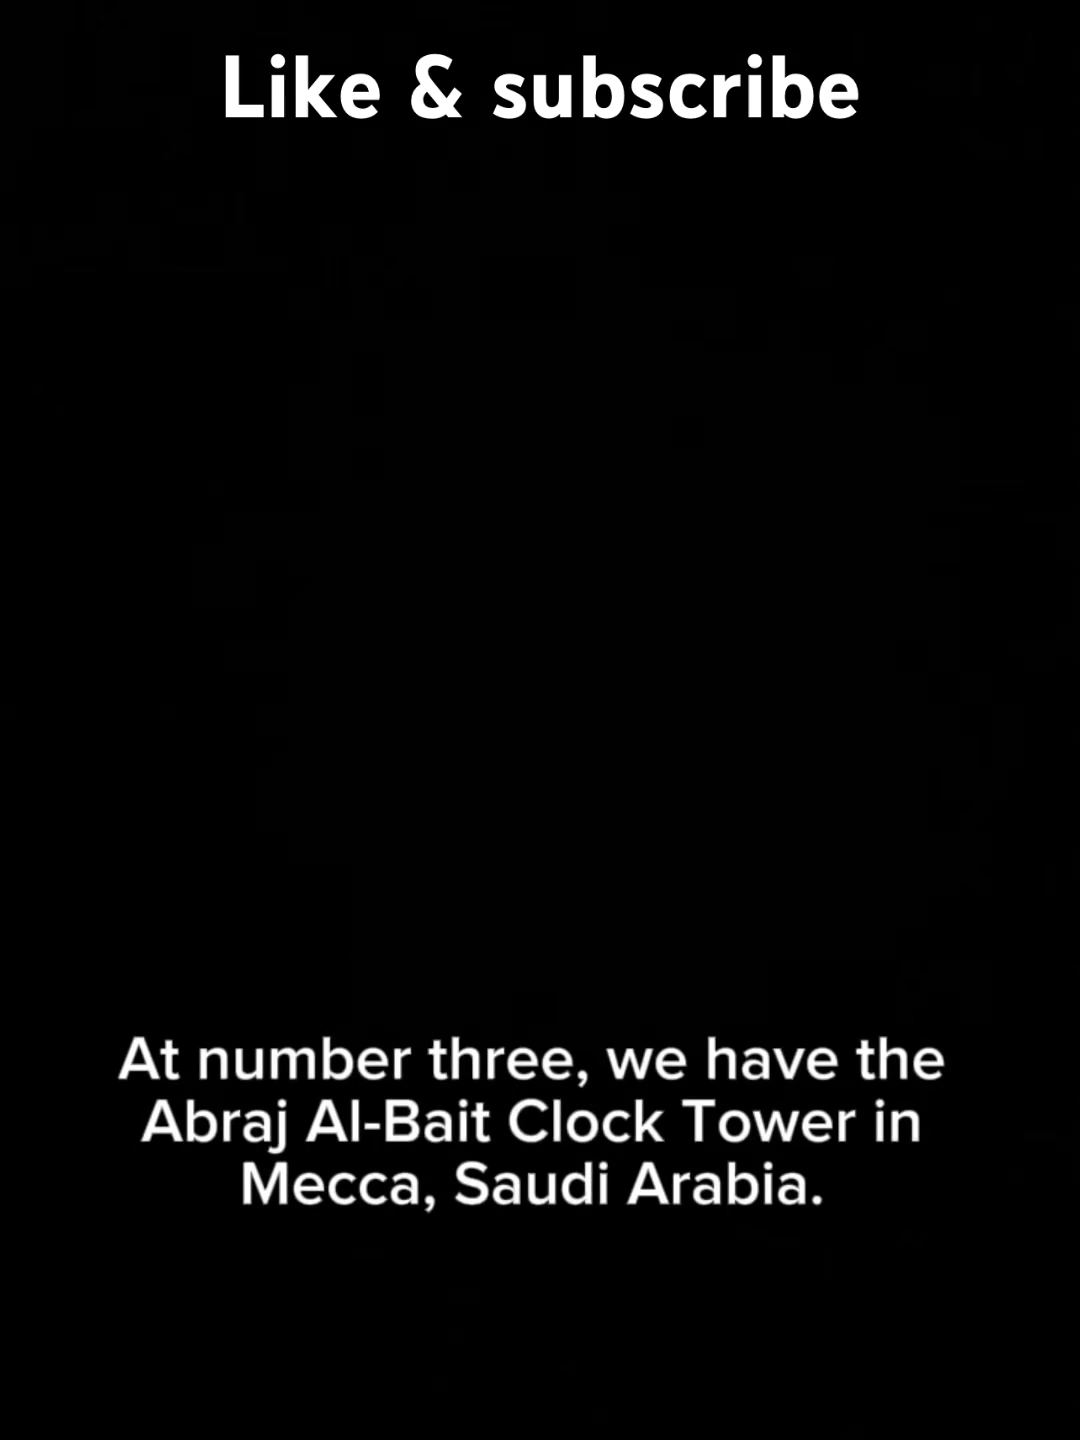 Like & subscribe
At number three, we have the
Abraj Al-Bait Clock Tower in
Mecca, Saudi Arabia.